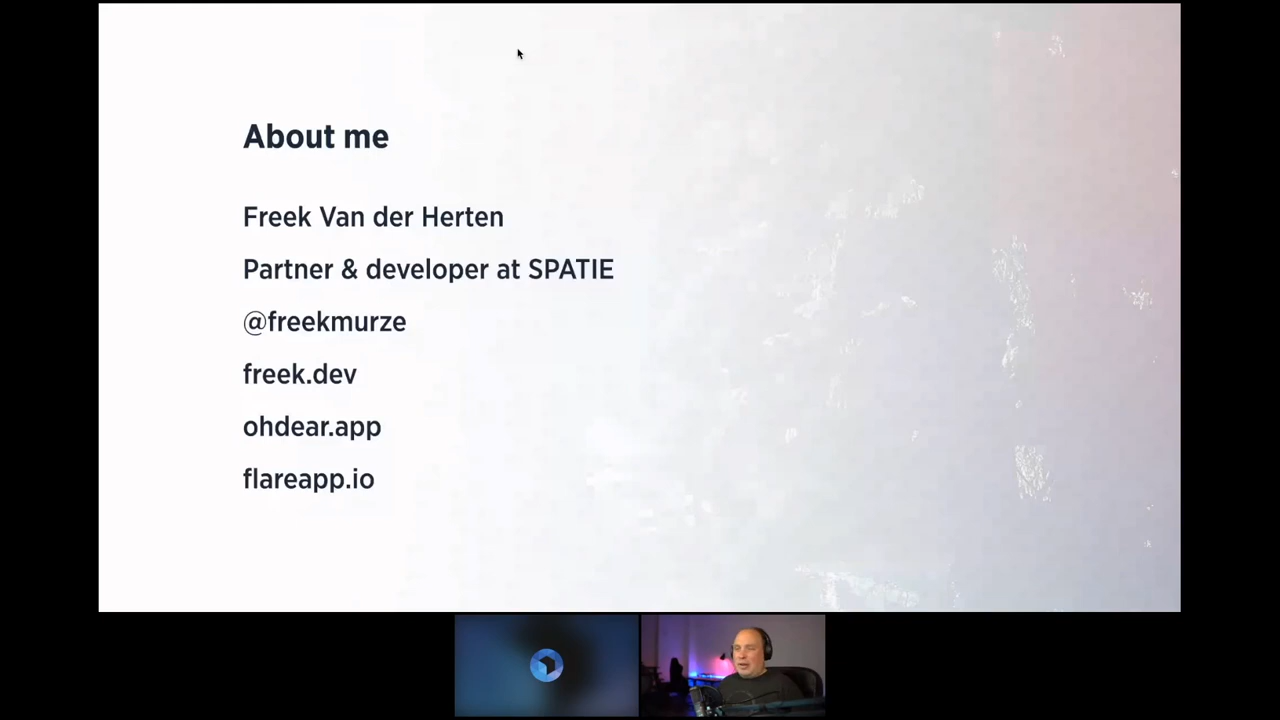 About me
Freek Van der Herten
Partner & developer at SPATIE
@freekmurze
freek.dev
ohdear.app
flareapp.io